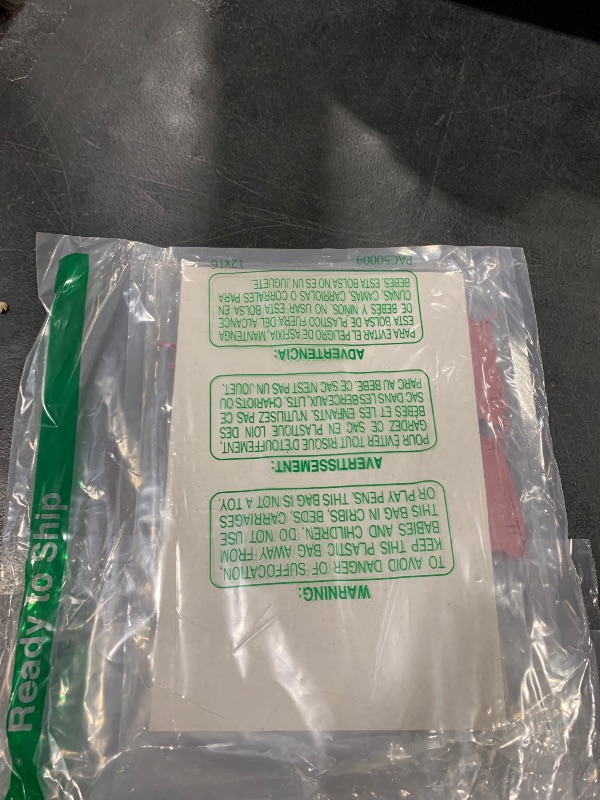 WARNING:
TO AVOID DANGER OF SUFFOCATION,
KEEP THIS PLASTIC BAG AWAY FROM
BABIES AND CHILDREN. DO NOT USE
THIS BAG IN CRIBS, BEDS, CARRIAGES
OR PLAY PENS. THIS BAG IS NOT A TOY.
AVERTISSEMENT:
POUR EVITER TOUT RISQUE D'ETOUFFEMENT,
GARDEZ CE SAC EN PLASTIQUE LOIN DES
BEBES ET LES ENFANTS. N'UTILISEZ PAS CE
SAC DANS LES BERCEAUX, LITS, CHARIOTS OU
PARC AU BEBE. CE SAC N'EST PAS UN JOUET.
ADVERTENCIA:
PARA EVITAR EL PELIGRO DE ASFIXIA, MANTENGA
ESTA BOLSA DE PLASTICO FUERA DEL ALCANCE
DE BEBES Y NINOS. NO USAR ESTA BOLSA EN
CUNAS, CAMAS, CARRIOLAS O CORRALES PARA
BEBES. ESTA BOLSA NO ES UN JUGUETE.
PAC50009 12x16
Ready to Ship